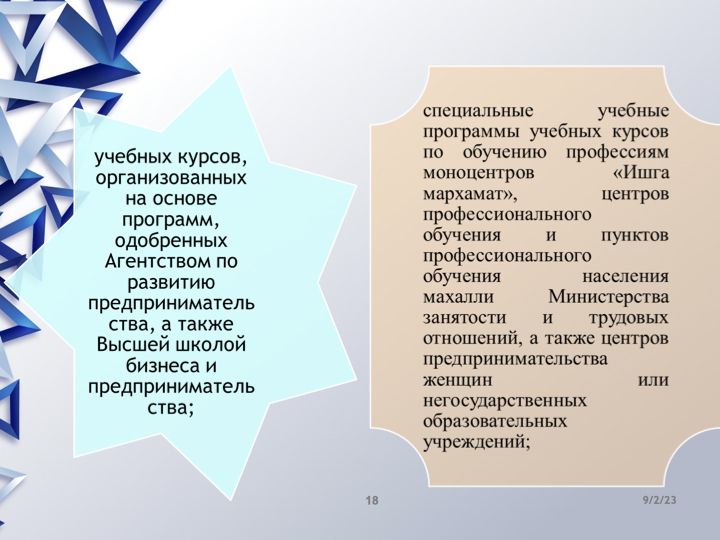 учебных курсов,
организованных
на основе
программ,
одобренных
Агентством по
развитию
предприниматель
ства, а также
Высшей школой
бизнеса и
предприниматель
ства;
специальные учебные
программы учебных курсов
по обучению профессиям
моноцентров «Ишга
мархамат», центров
профессионального
обучения и пунктов
профессионального
обучения населения
махалли Министерства
занятости и трудовых
отношений, а также центров
предпринимательства
женщин или
негосударственных
образовательных
учреждений;
18
9/2/23